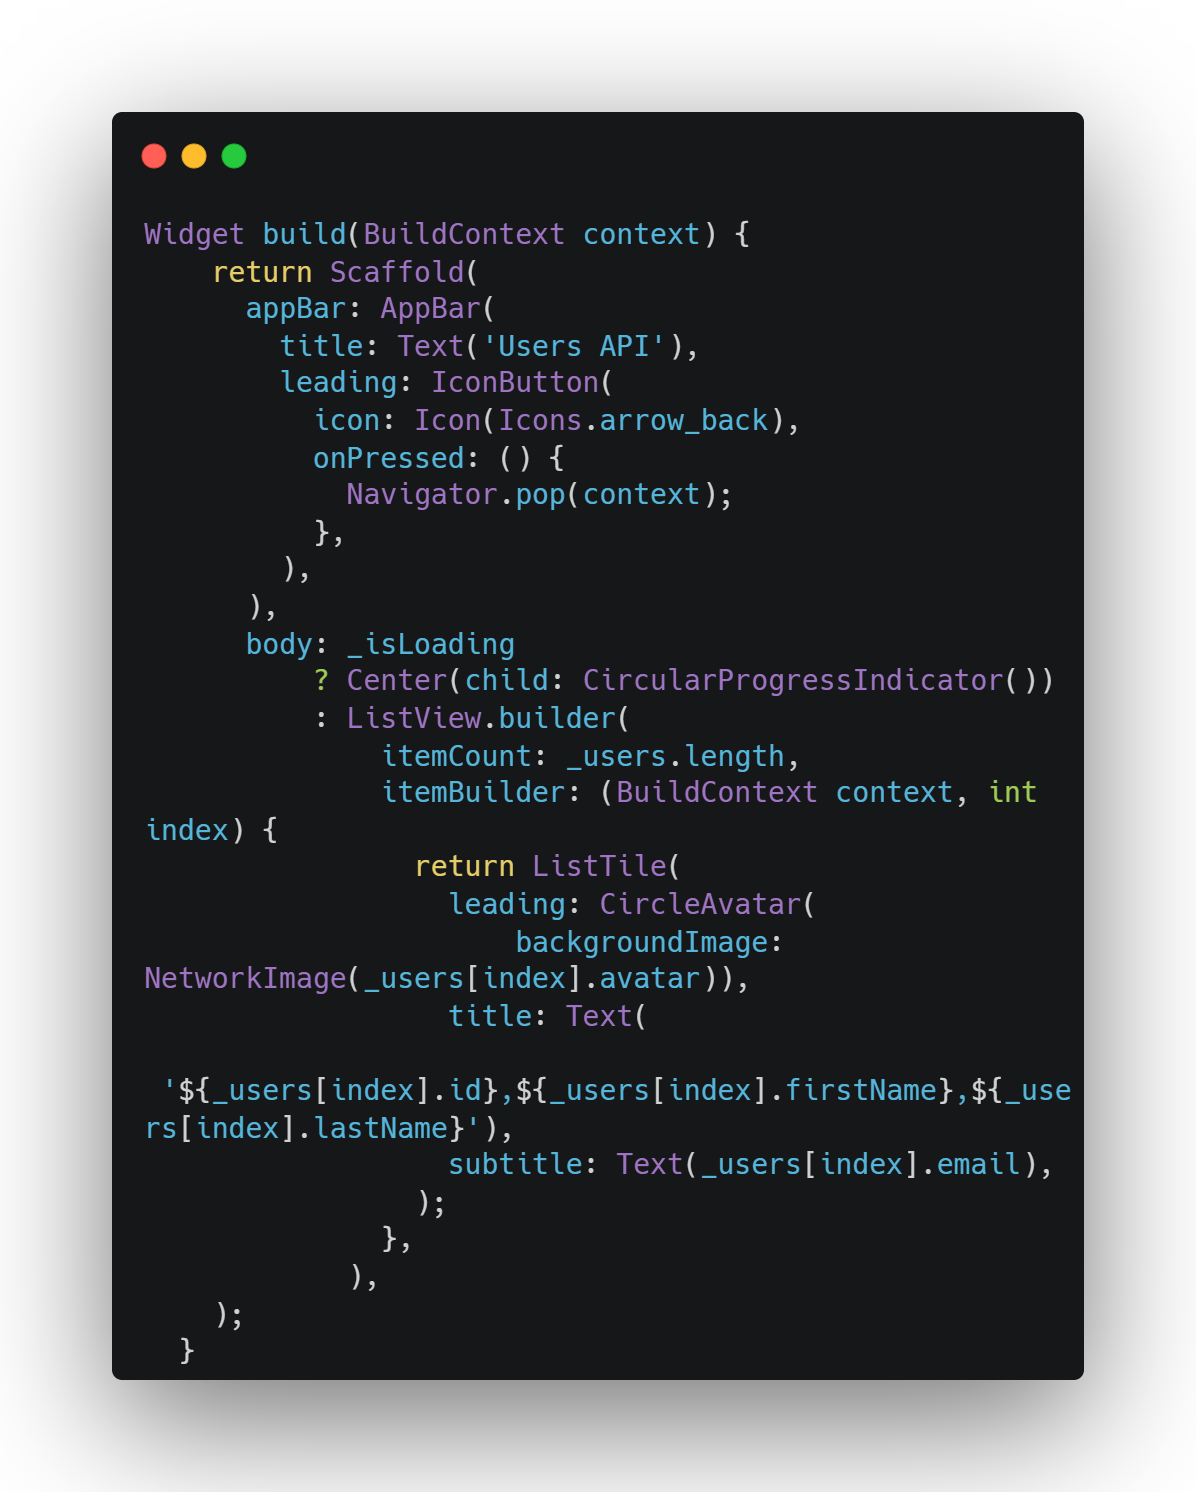 Widget build(BuildContext context) {
    return Scaffold(
      appBar: AppBar(
        title: Text('Users API'),
        leading: IconButton(
          icon: Icon(Icons.arrow_back),
          onPressed: () {
            Navigator.pop(context);
          },
        ),
      ),
      body: _isLoading
          ? Center(child: CircularProgressIndicator())
          : ListView.builder(
              itemCount: _users.length,
              itemBuilder: (BuildContext context, int
index) {
                return ListTile(
                  leading: CircleAvatar(
                      backgroundImage:
NetworkImage(_users[index].avatar)),
                  title: Text(

 '${_users[index].id},${_users[index].firstName},${_use
rs[index].lastName}'),
                  subtitle: Text(_users[index].email),
                );
              },
            ),
    );
  }